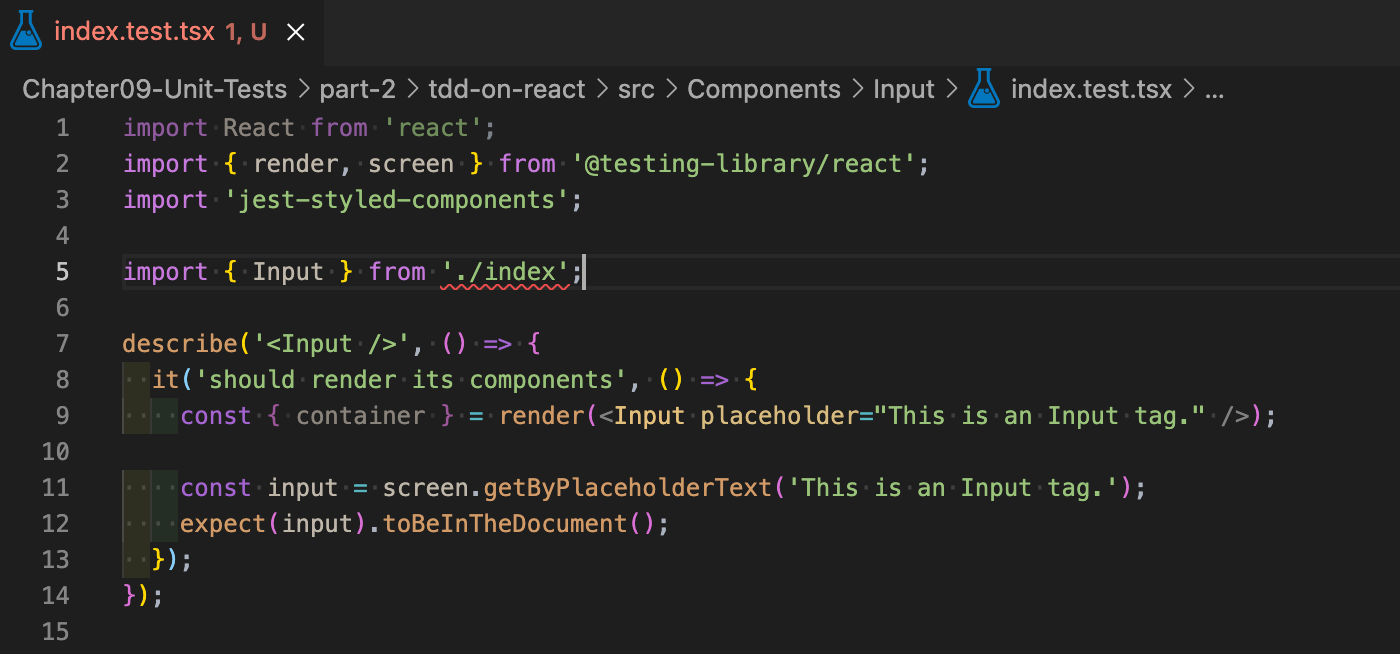 index.test.tsx 1, U ×
Chapter09-Unit-Tests > part-2 > tdd-on-react > src > Components > Input > index.test.tsx > ...
1 import React from 'react';
2 import { render, screen } from '@testing-library/react';
3 import 'jest-styled-components';
4
5 import { Input } from './index';
6
7 describe('<Input />', () => {
8   it('should render its components', () => {
9     const { container } = render(<Input placeholder="This is an Input tag." />);
10
11     const input = screen.getByPlaceholderText('This is an Input tag.');
12     expect(input).toBeInTheDocument();
13   });
14 });
15